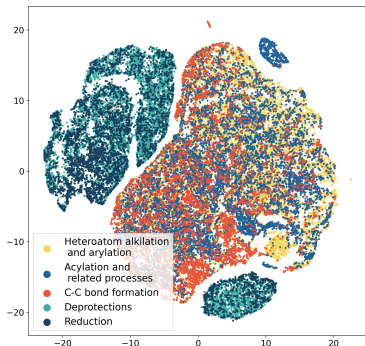 20
10
0
−10
−20
Heteroatom alkilation
and arylation
Acylation and
related processes
C-C bond formation
Deprotections
Reduction
−20
−10
0
10
20